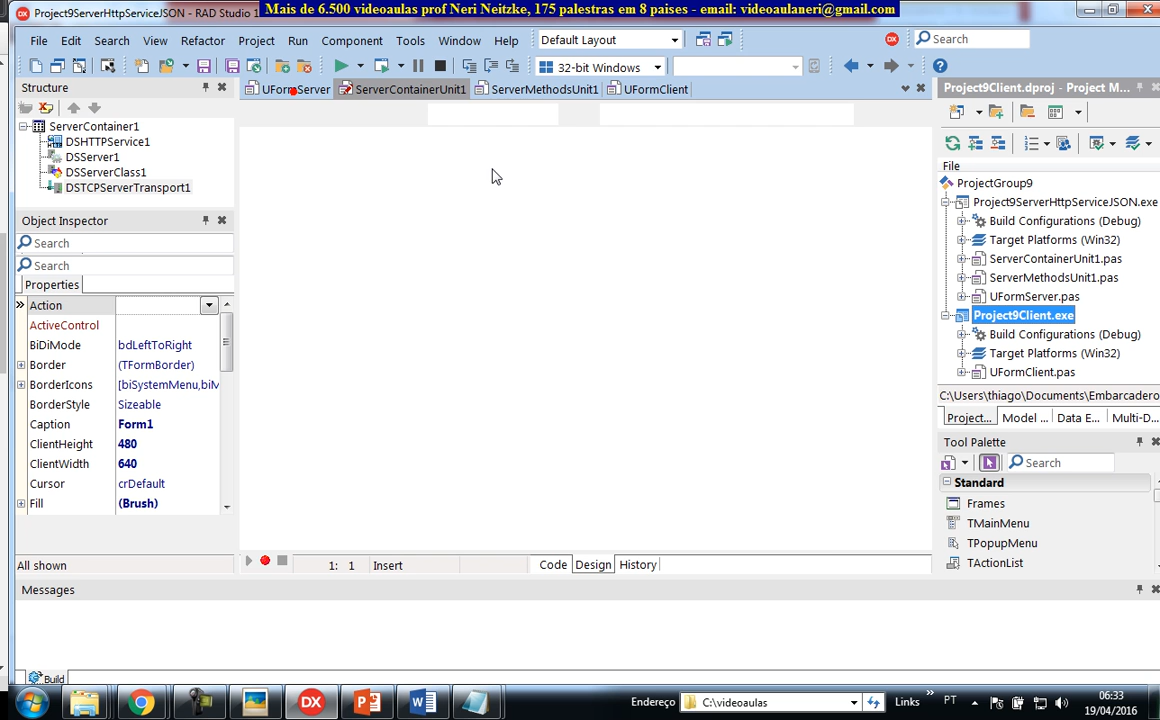 Mais de 6.500 videoaulas prof Neri Neitzke, 175 palestras em 8 paises - email: videoaulaneri@gmail.com
Project9ServerHttpServiceJSON - RAD Studio 1
File Edit Search View Refactor Project Run Component Tools Window Help Default Layout Search
32-bit Windows
Structure
UFormServer ServerContainerUnit1 ServerMethodsUnit1 UFormClient
Project9Client.dproj - Project M...
ServerContainer1
DSHTTPService1
DSServer1
DSServerClass1
DSTCPServerTransport1
Object Inspector
Search
Search
Properties
Action
ActiveControl
BiDiMode bdLeftToRight
Border (TFormBorder)
BorderIcons [biSystemMenu,biM
BorderStyle Sizeable
Caption Form1
ClientHeight 480
ClientWidth 640
Cursor crDefault
Fill (Brush)
All shown
1: 1 Insert Code Design History
File
ProjectGroup9
Project9ServerHttpServiceJSON.exe
Build Configurations (Debug)
Target Platforms (Win32)
ServerContainerUnit1.pas
ServerMethodsUnit1.pas
UFormServer.pas
Project9Client.exe
Build Configurations (Debug)
Target Platforms (Win32)
UFormClient.pas
C:\Users\thiago\Documents\Embarcadero
Project... Model ... Data E... Multi-D...
Tool Palette
Search
Standard
Frames
TMainMenu
TPopupMenu
TActionList
Messages
Build
Endereço C:\videoaulas Links PT 06:33
19/04/2016